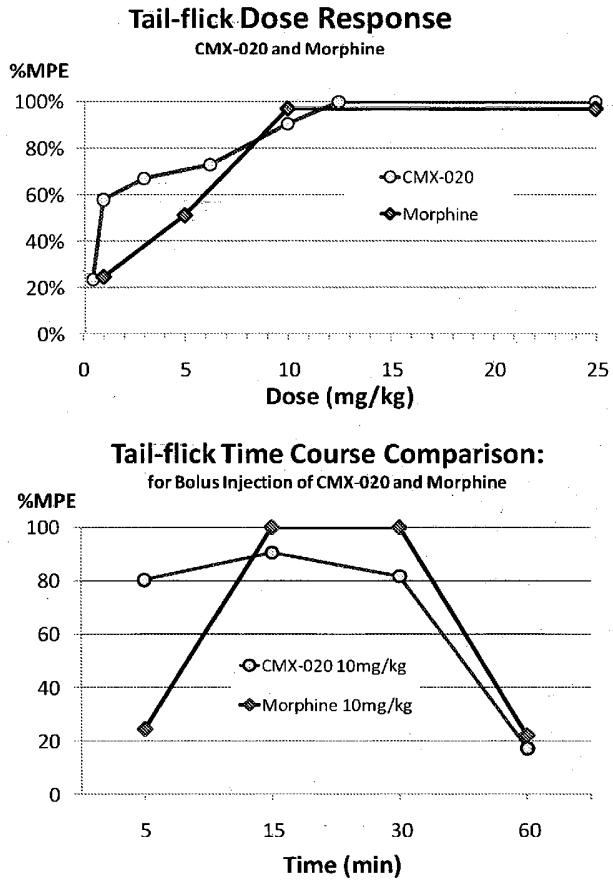 Tail-flick Dose Response
CMX-020 and Morphine
%MPE
100%
80%
60%
40%
20%
0%
CMX-020
Morphine
0 5 10 15 20 25
Dose (mg/kg)
Tail-flick Time Course Comparison:
for Bolus Injection of CMX-020 and Morphine
%MPE
100
80
60
40
20
0
CMX-020 10mg/kg
Morphine 10mg/kg
5 15 30 60
Time (min)